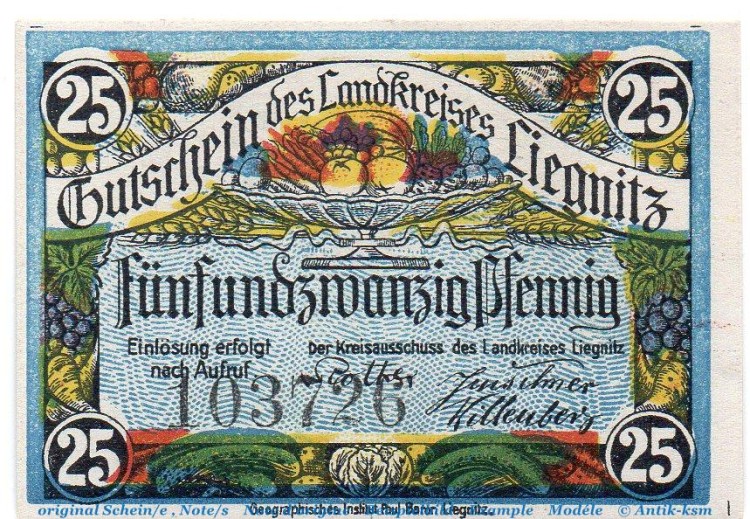 25 25
Gutschein des Landkreises Liegnitz
fünfundzwanzig Pfennig
Einlösung erfolgt
nach Aufruf
Der Kreisausschuss des Landkreises Liegnitz
103726
25 25
Geographisches Institut Paul Baron Liegnitz.
original Schein/e , Note/s Modéle © Antik-ksm